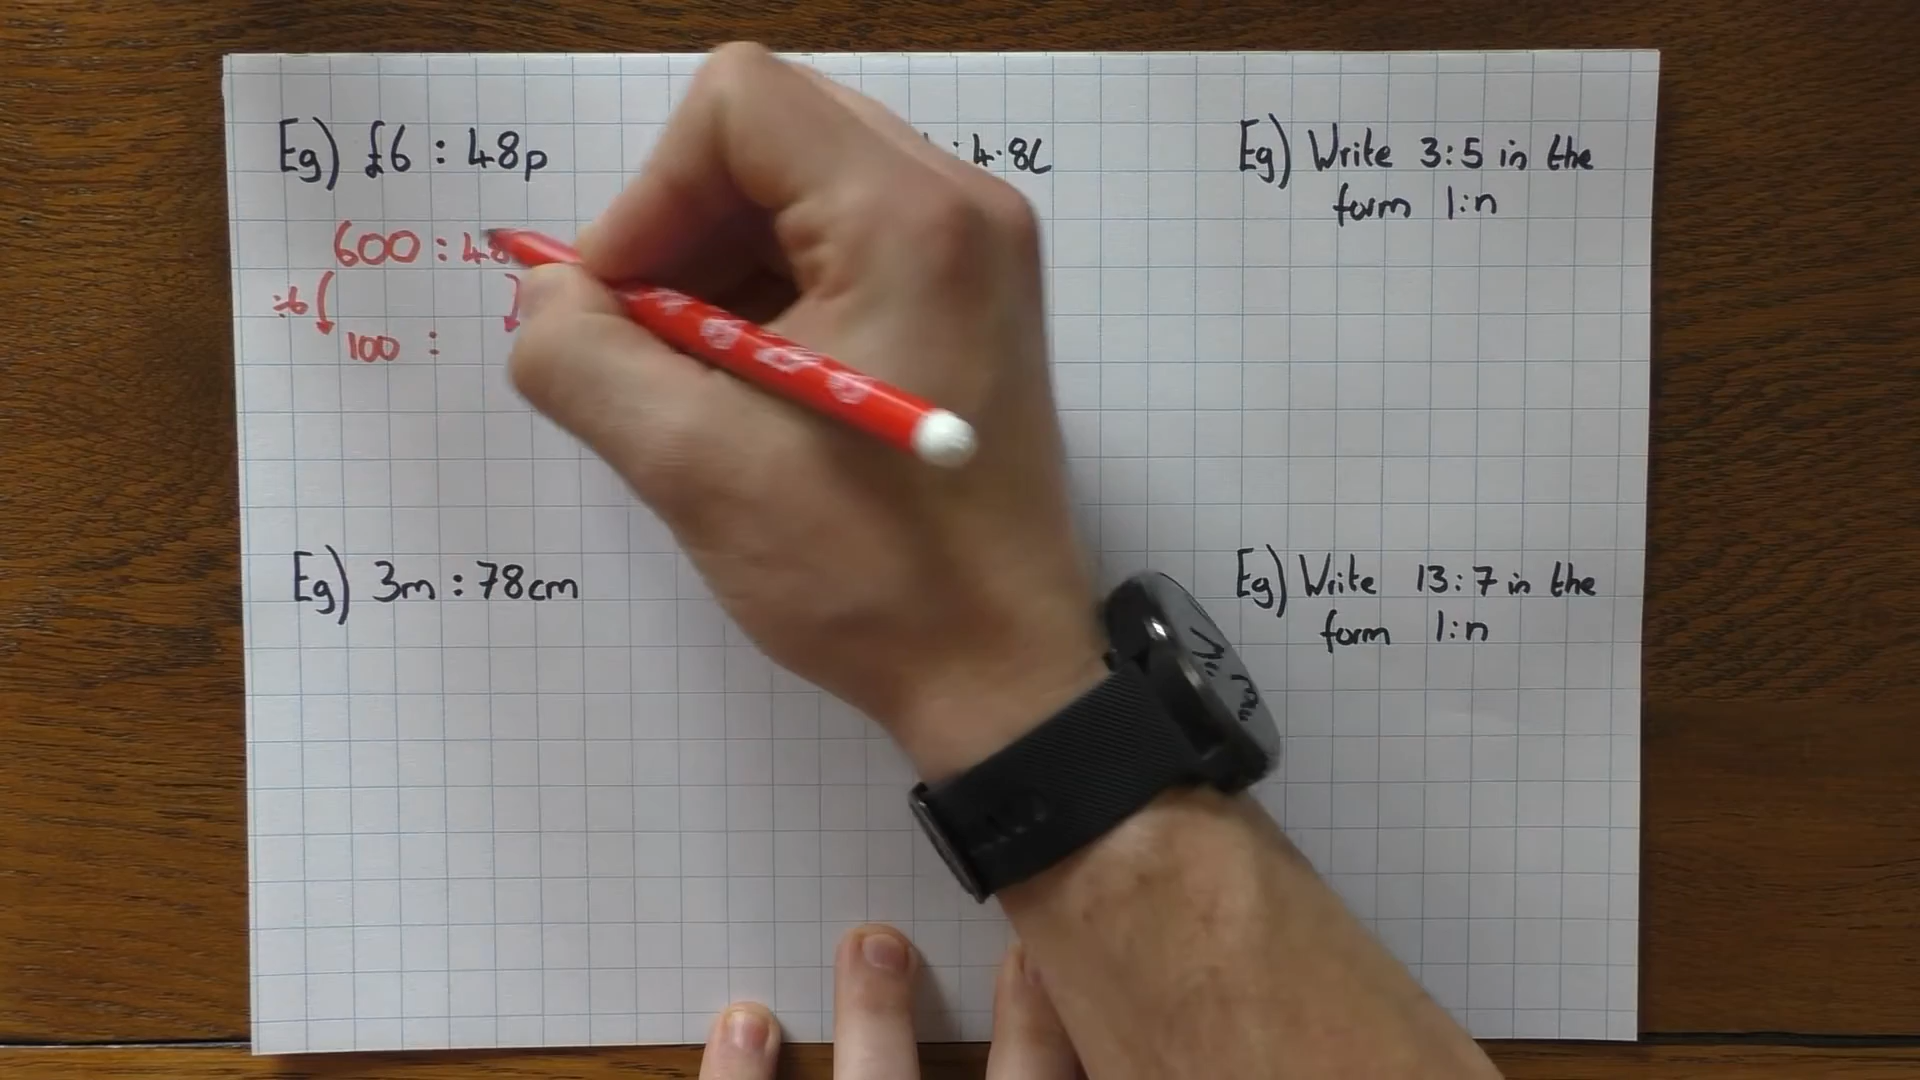 Eg) £6 : 48p
600 : 48
÷6
100 :
: 4.8L
Eg) Write 3:5 in the
form 1:n
Eg) 3m : 78cm
Eg) Write 13:7 in the
form 1:n